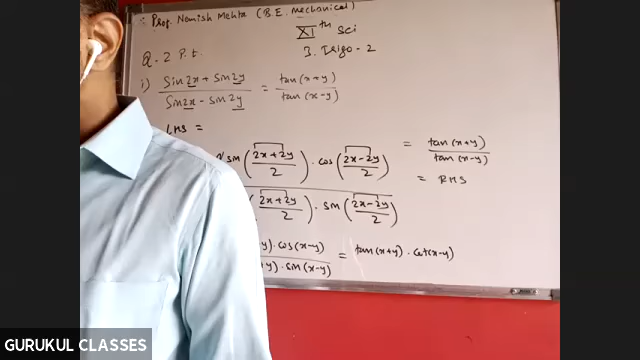 :- Prof. Namish Mehta (B.E. Mechanical)
XIth Sci
3. Trigo - 2
Q. 2 P.t.
i) Sin2x + Sin2y / Sin2x - Sin2y = tan(x+y) / tan(x-y)
LHS =
sin (2x+2y / 2) . cos (2x-2y / 2)
(2x+2y / 2) . sin (2x-2y / 2)
y) . cos(x-y) / +y) . sin(x-y) = tan(x+y) . cot(x-y)
= tan(x+y) / tan(x-y)
= RHS
GURUKUL CLASSES